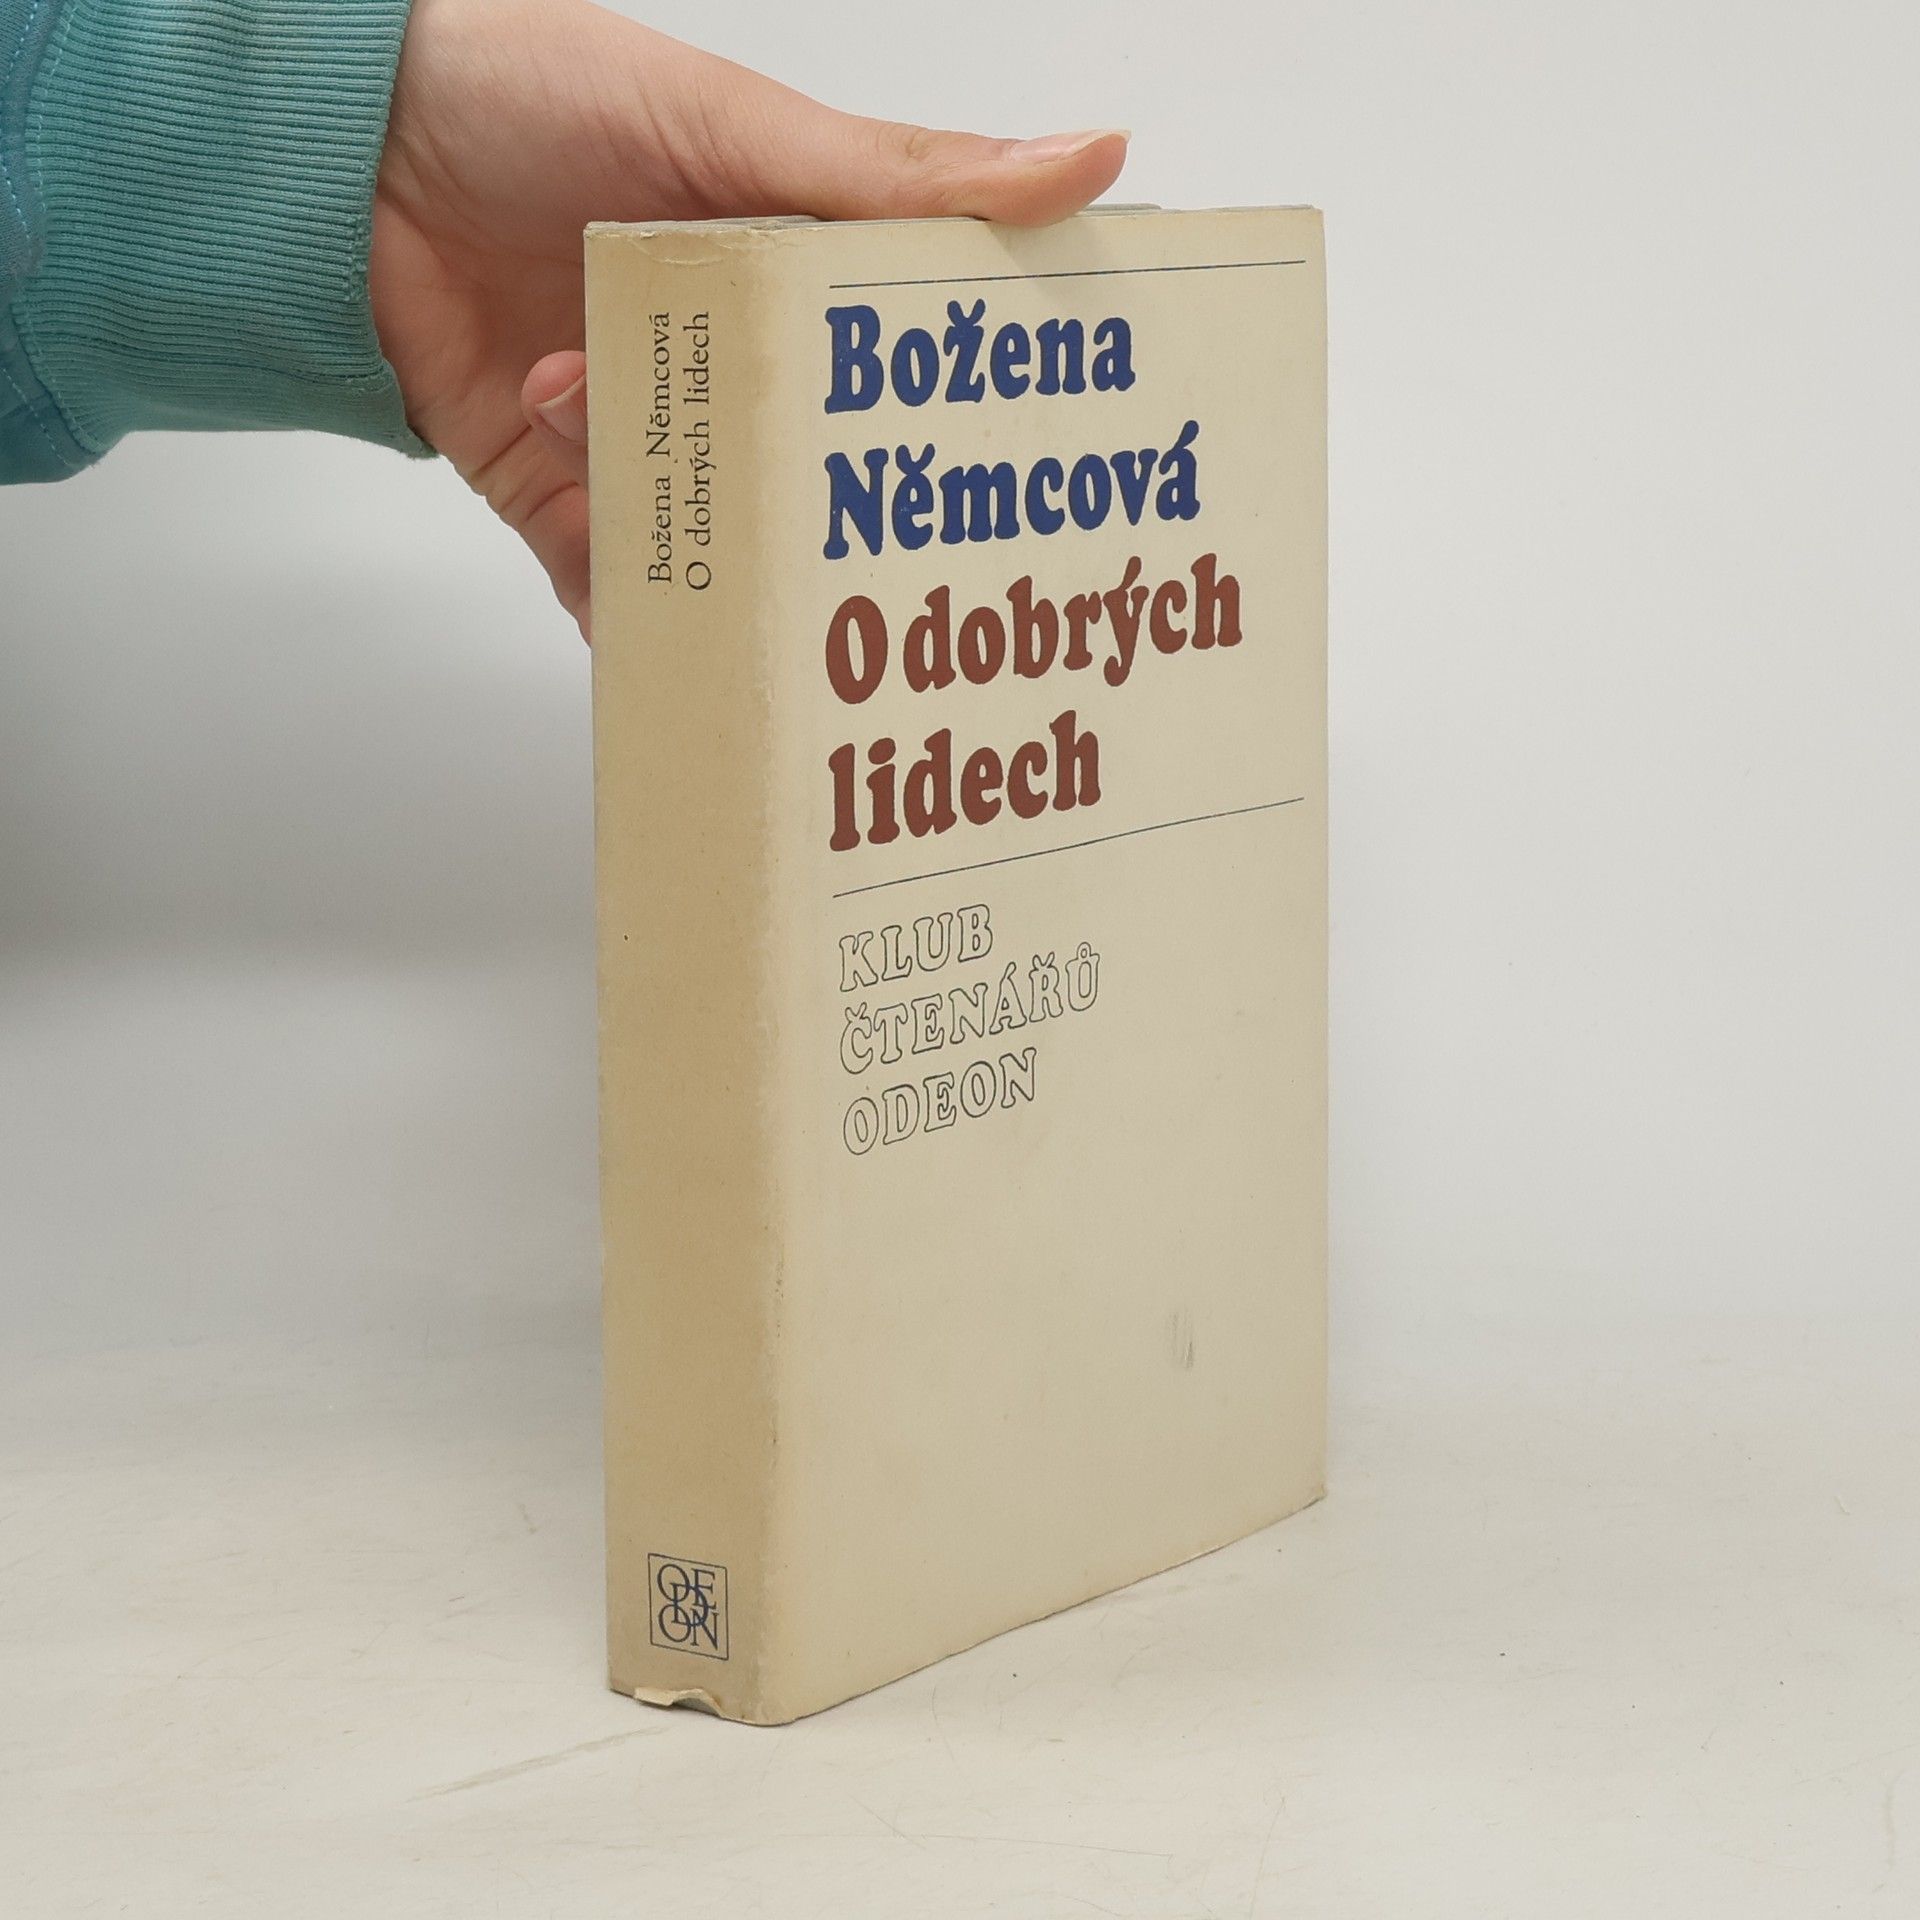 Božena Němcová
O dobrých lidech
Božena
Němcová
O dobrých
lidech
KLUB
ČTENÁŘŮ
ODEON
ODEON